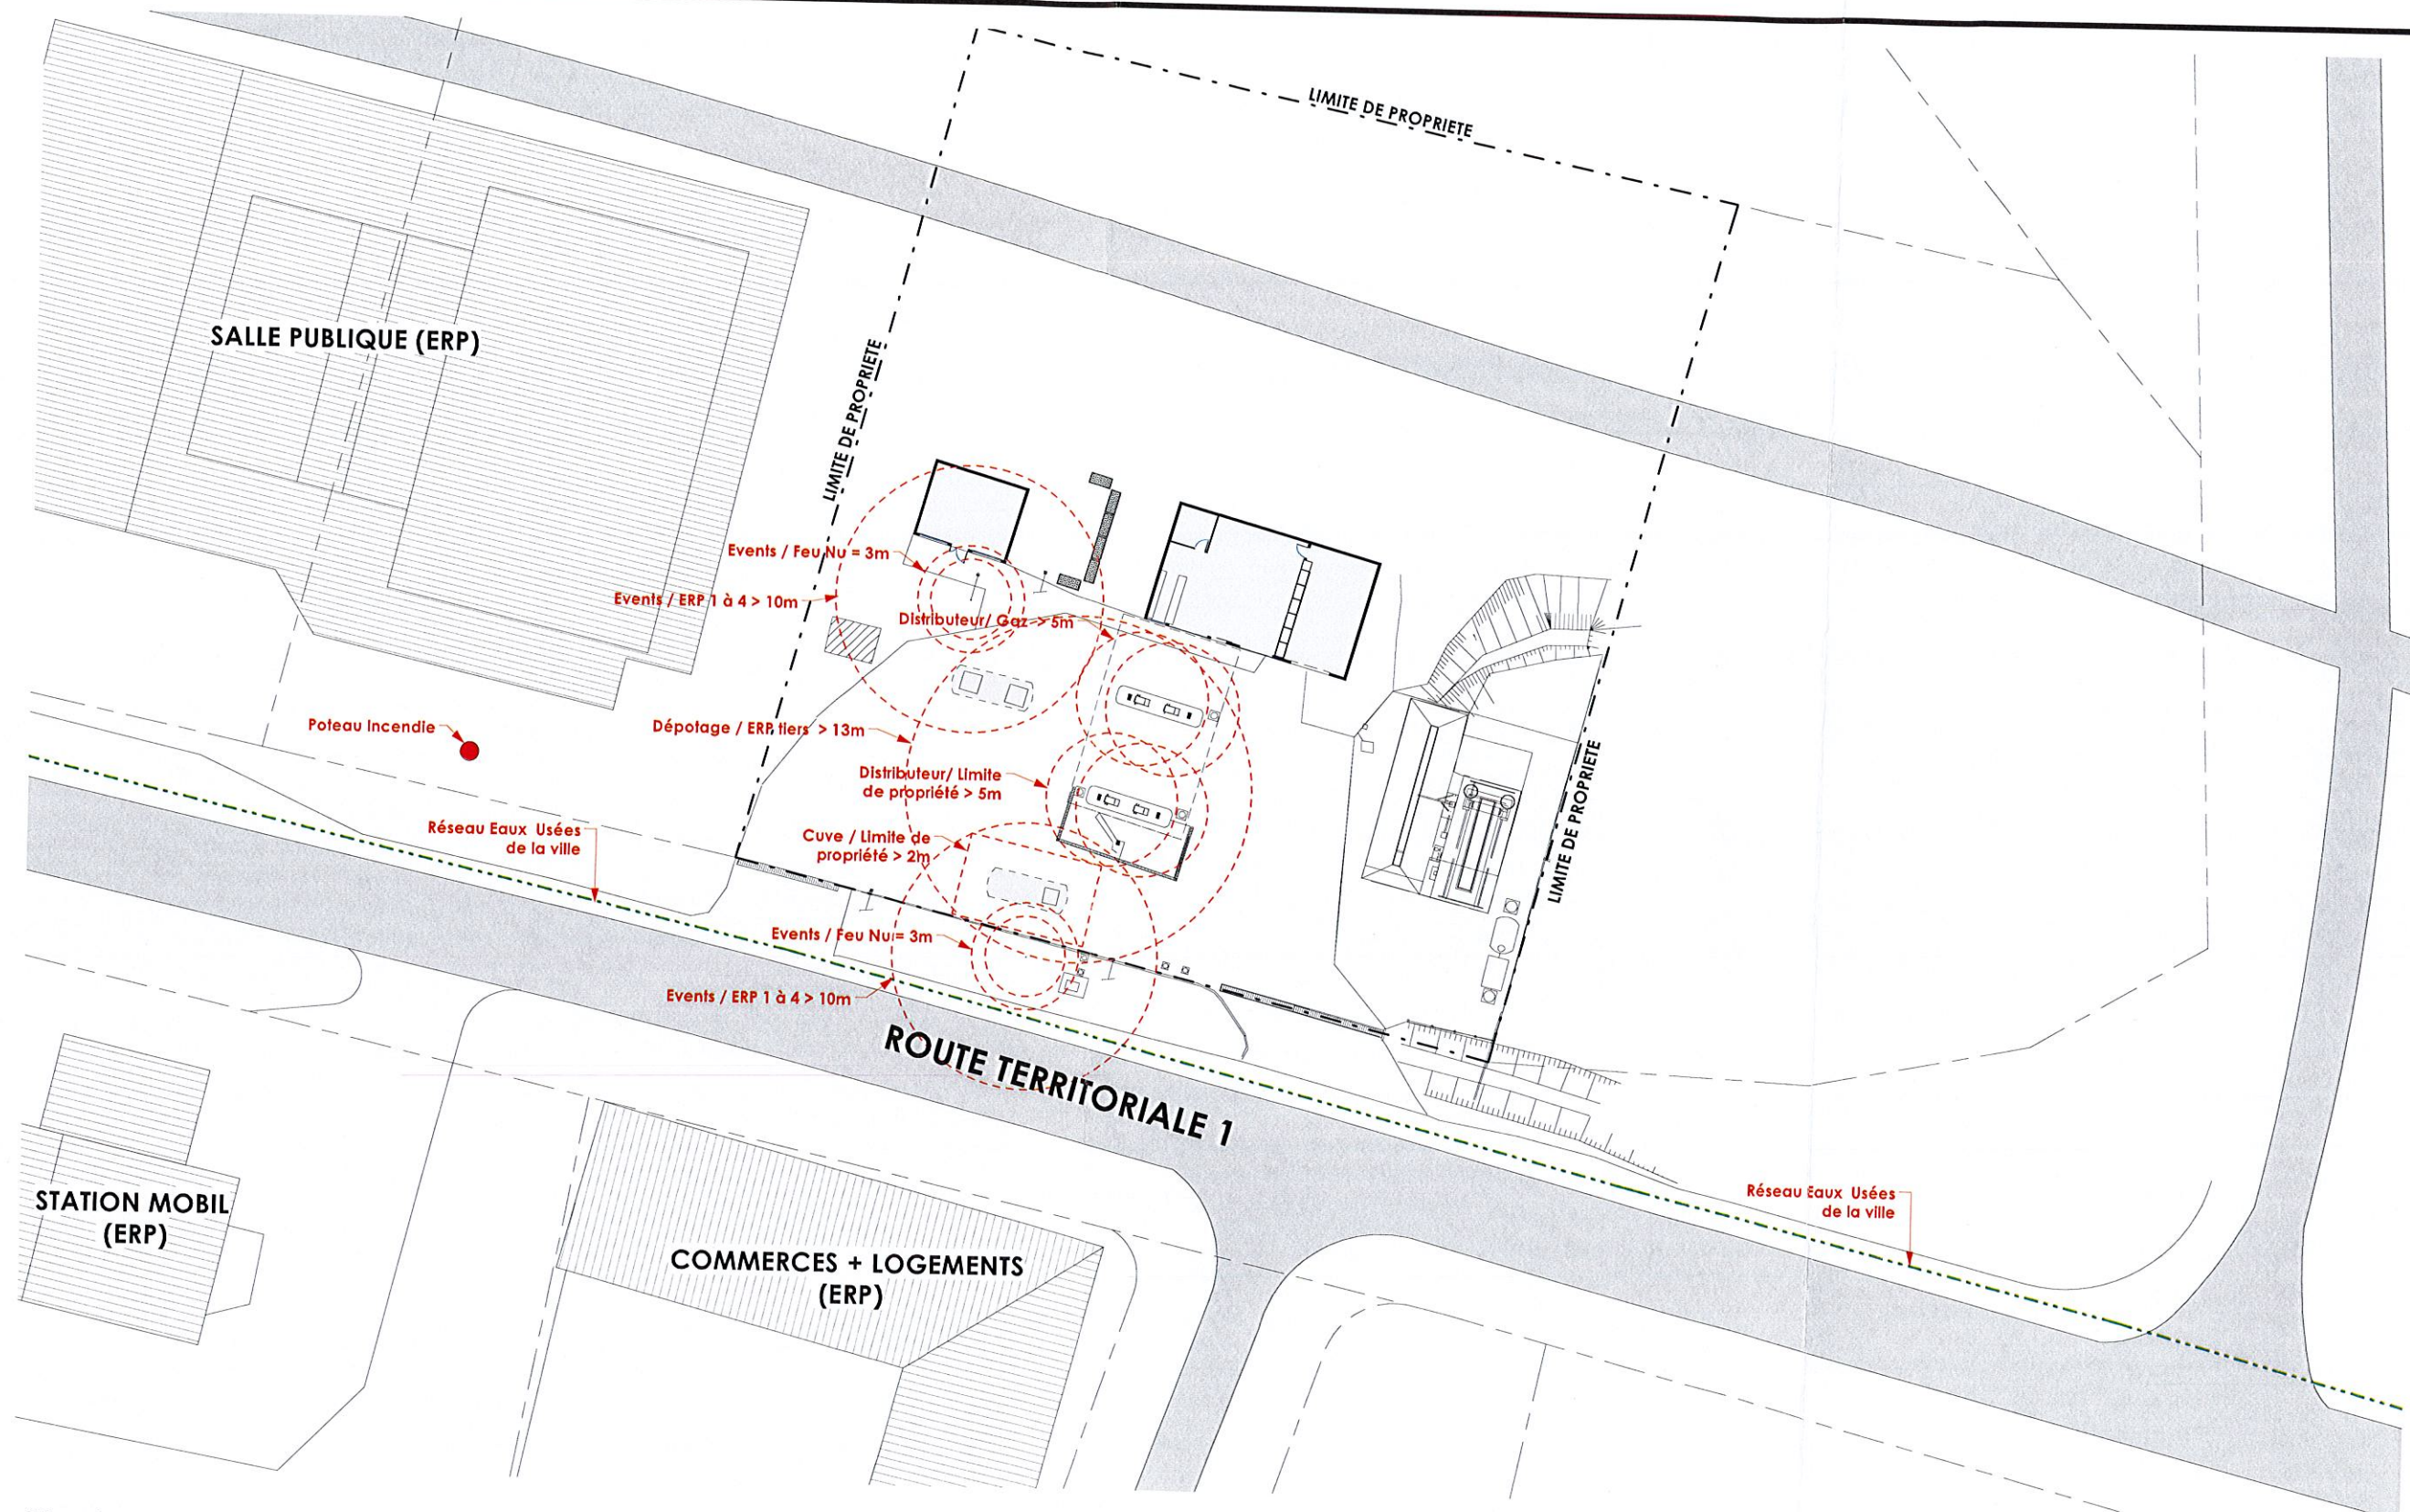 LIMITE DE PROPRIETE
SALLE PUBLIQUE (ERP)
LIMITE DE PROPRIETE
Events / Feu Nu = 3m
Events / ERP 1 à 4 > 10m
Distributeur/ Gaz > 5m
Poteau Incendie
Dépotage / ERP tiers > 13m
Distributeur/ Limite
de propriété > 5m
LIMITE DE PROPRIETE
Réseau Eaux Usées
de la ville
Cuve / Limite de
propriété > 2m
Events / Feu Nu = 3m
Events / ERP 1 à 4 > 10m
ROUTE TERRITORIALE 1
STATION MOBIL
(ERP)
COMMERCES + LOGEMENTS
(ERP)
Réseau Eaux Usées
de la ville